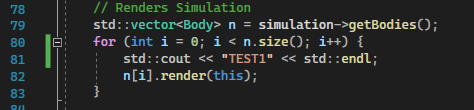 78 // Renders Simulation
79 std::vector<Body> n = simulation->getBodies();
80 for (int i = 0; i < n.size(); i++) {
81 std::cout << "TEST1" << std::endl;
82 n[i].render(this);
83 }
84